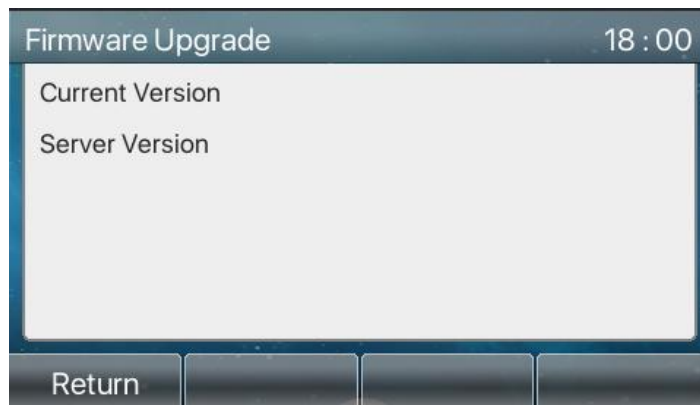 Firmware Upgrade 18 : 00
Current Version
Server Version
Return